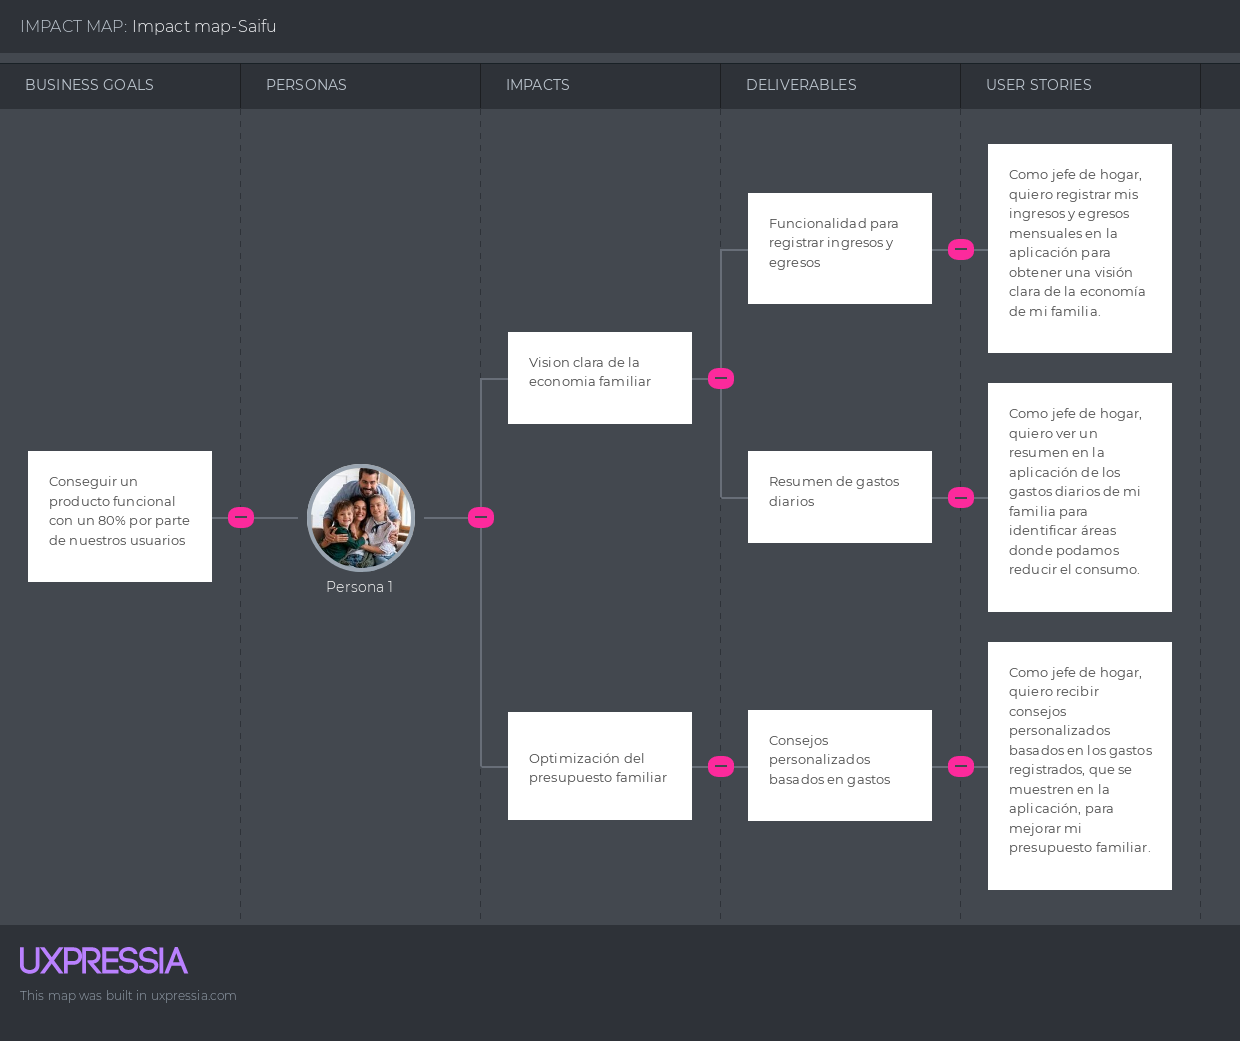 IMPACT MAP: Impact map-Saifu
BUSINESS GOALS
PERSONAS
IMPACTS
DELIVERABLES
USER STORIES
Conseguir un
producto funcional
con un 80% por parte
de nuestros usuarios
Persona 1
Vision clara de la
economia familiar
Optimización del
presupuesto familiar
Funcionalidad para
registrar ingresos y
egresos
Resumen de gastos
diarios
Consejos
personalizados
basados en gastos
Como jefe de hogar,
quiero registrar mis
ingresos y egresos
mensuales en la
aplicación para
obtener una visión
clara de la economía
de mi familia.
Como jefe de hogar,
quiero ver un
resumen en la
aplicación de los
gastos diarios de mi
familia para
identificar áreas
donde podamos
reducir el consumo.
Como jefe de hogar,
quiero recibir
consejos
personalizados
basados en los gastos
registrados, que se
muestren en la
aplicación, para
mejorar mi
presupuesto familiar.
UXPRESSIA
This map was built in uxpressia.com